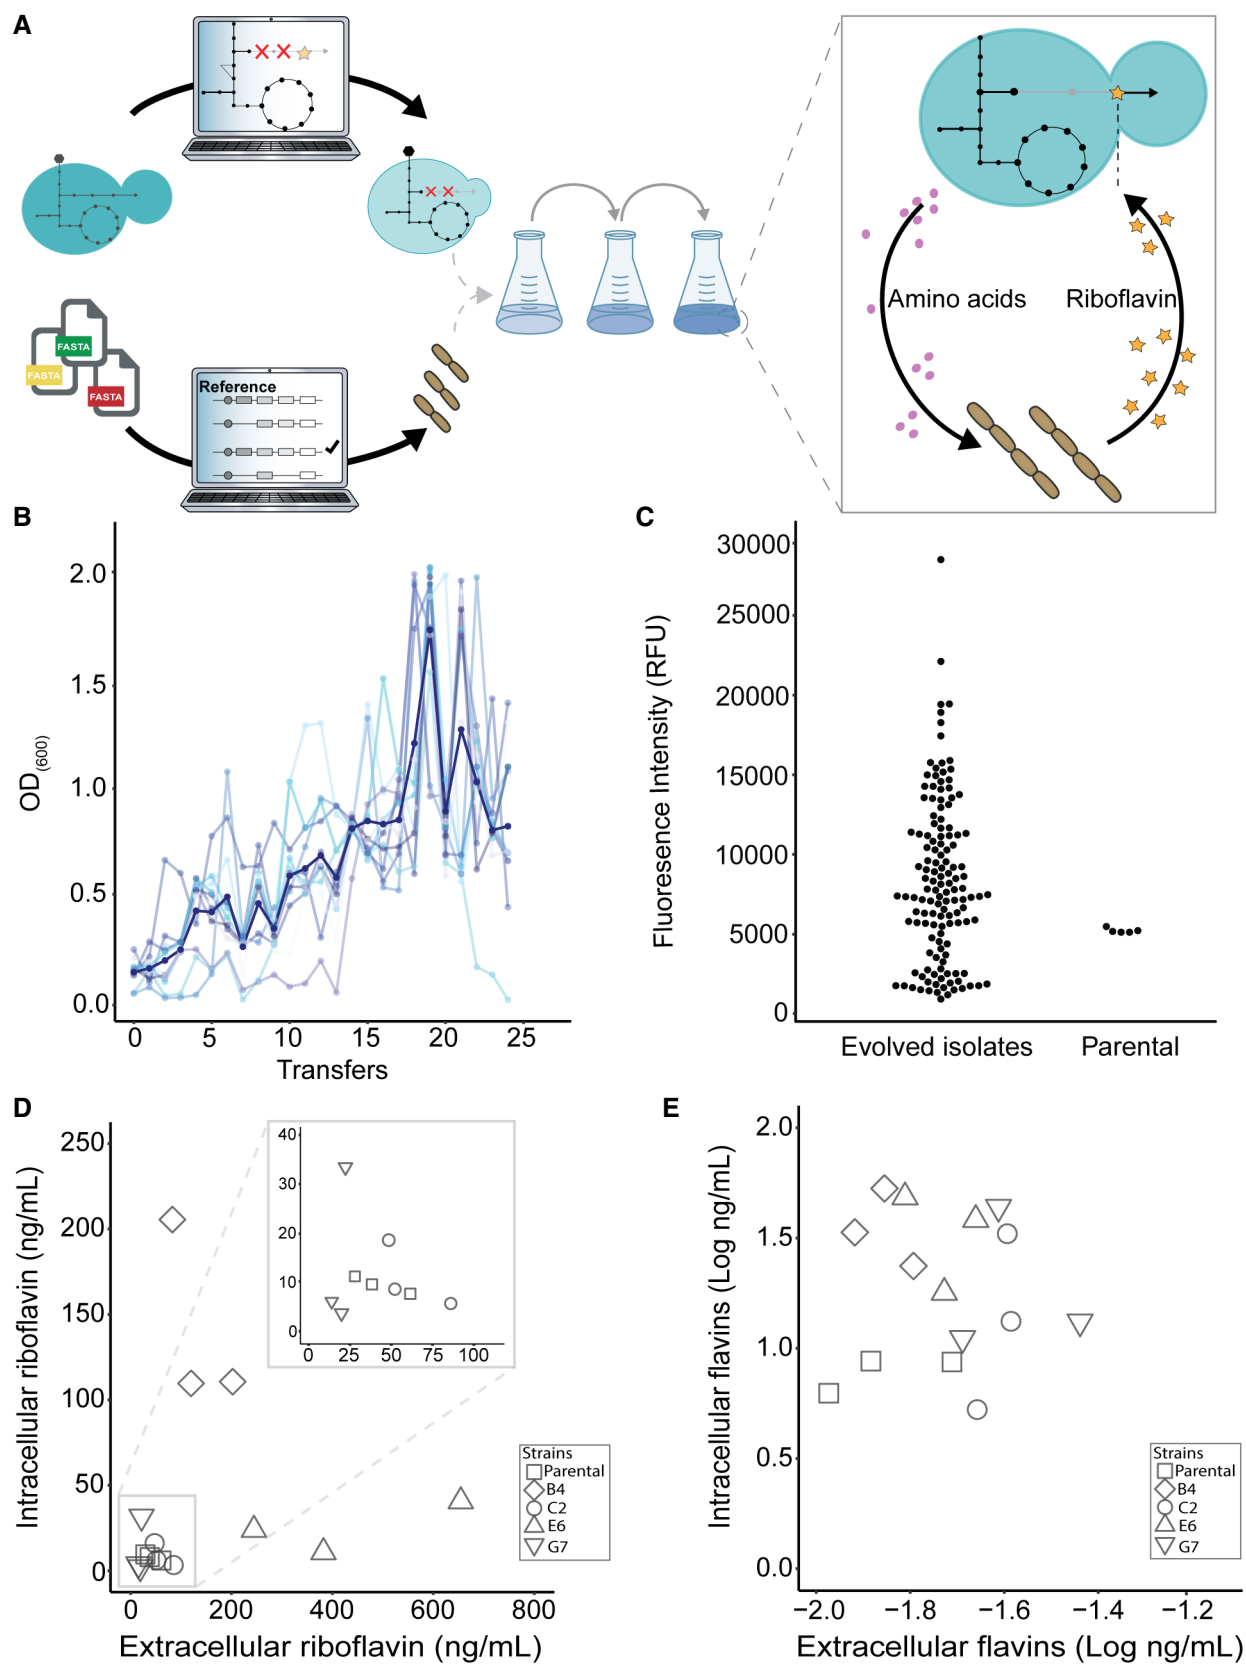 A
Amino acids
Riboflavin
FASTA
FASTA
FASTA
Reference
B
2.0
1.5
1.0
0.5
0.0
OD(600)
0 5 10 15 20 25
Transfers
C
30000
25000
20000
15000
10000
5000
0
Fluoresence Intensity (RFU)
Evolved isolates Parental
D
250
200
150
100
50
0
Intracellular riboflavin (ng/mL)
40
30
20
10
0
0 25 50 75 100
Strains
Parental
B4
C2
E6
G7
0 200 400 600 800
Extracellular riboflavin (ng/mL)
E
2.0
1.5
1.0
0.5
0.0
Intracellular flavins (Log ng/mL)
Strains
Parental
B4
C2
E6
G7
−2.0 −1.8 −1.6 −1.4 −1.2
Extracellular flavins (Log ng/mL)